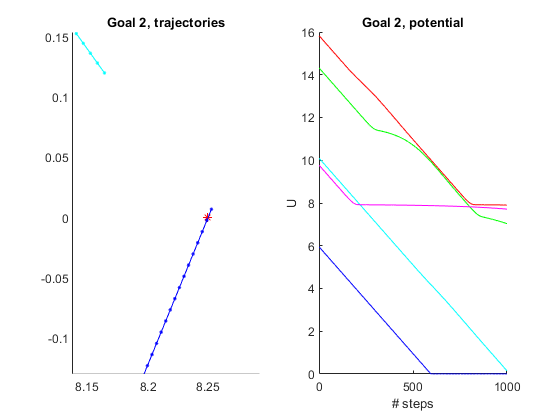 Goal 2, trajectories
0.15
0.1
0.05
0
-0.05
-0.1
8.15 8.2 8.25
Goal 2, potential
16
14
12
10
8
6
4
2
0
U
0 500 1000
# steps